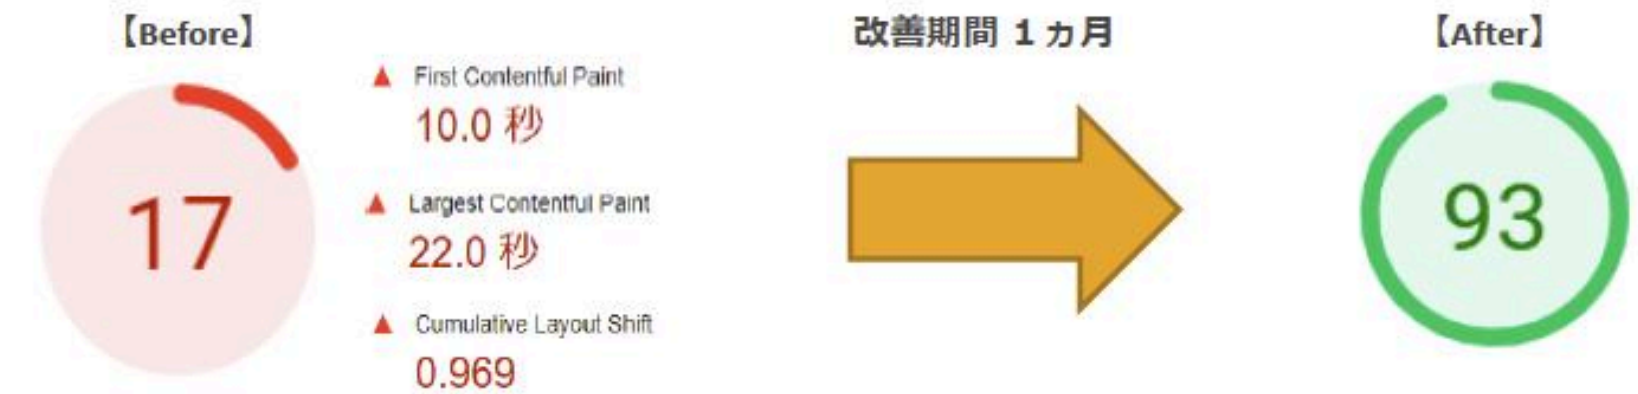 【Before】
17
First Contentful Paint
10.0 秒
Largest Contentful Paint
22.0 秒
Cumulative Layout Shift
0.969
改善期間 1ヵ月
【After】
93